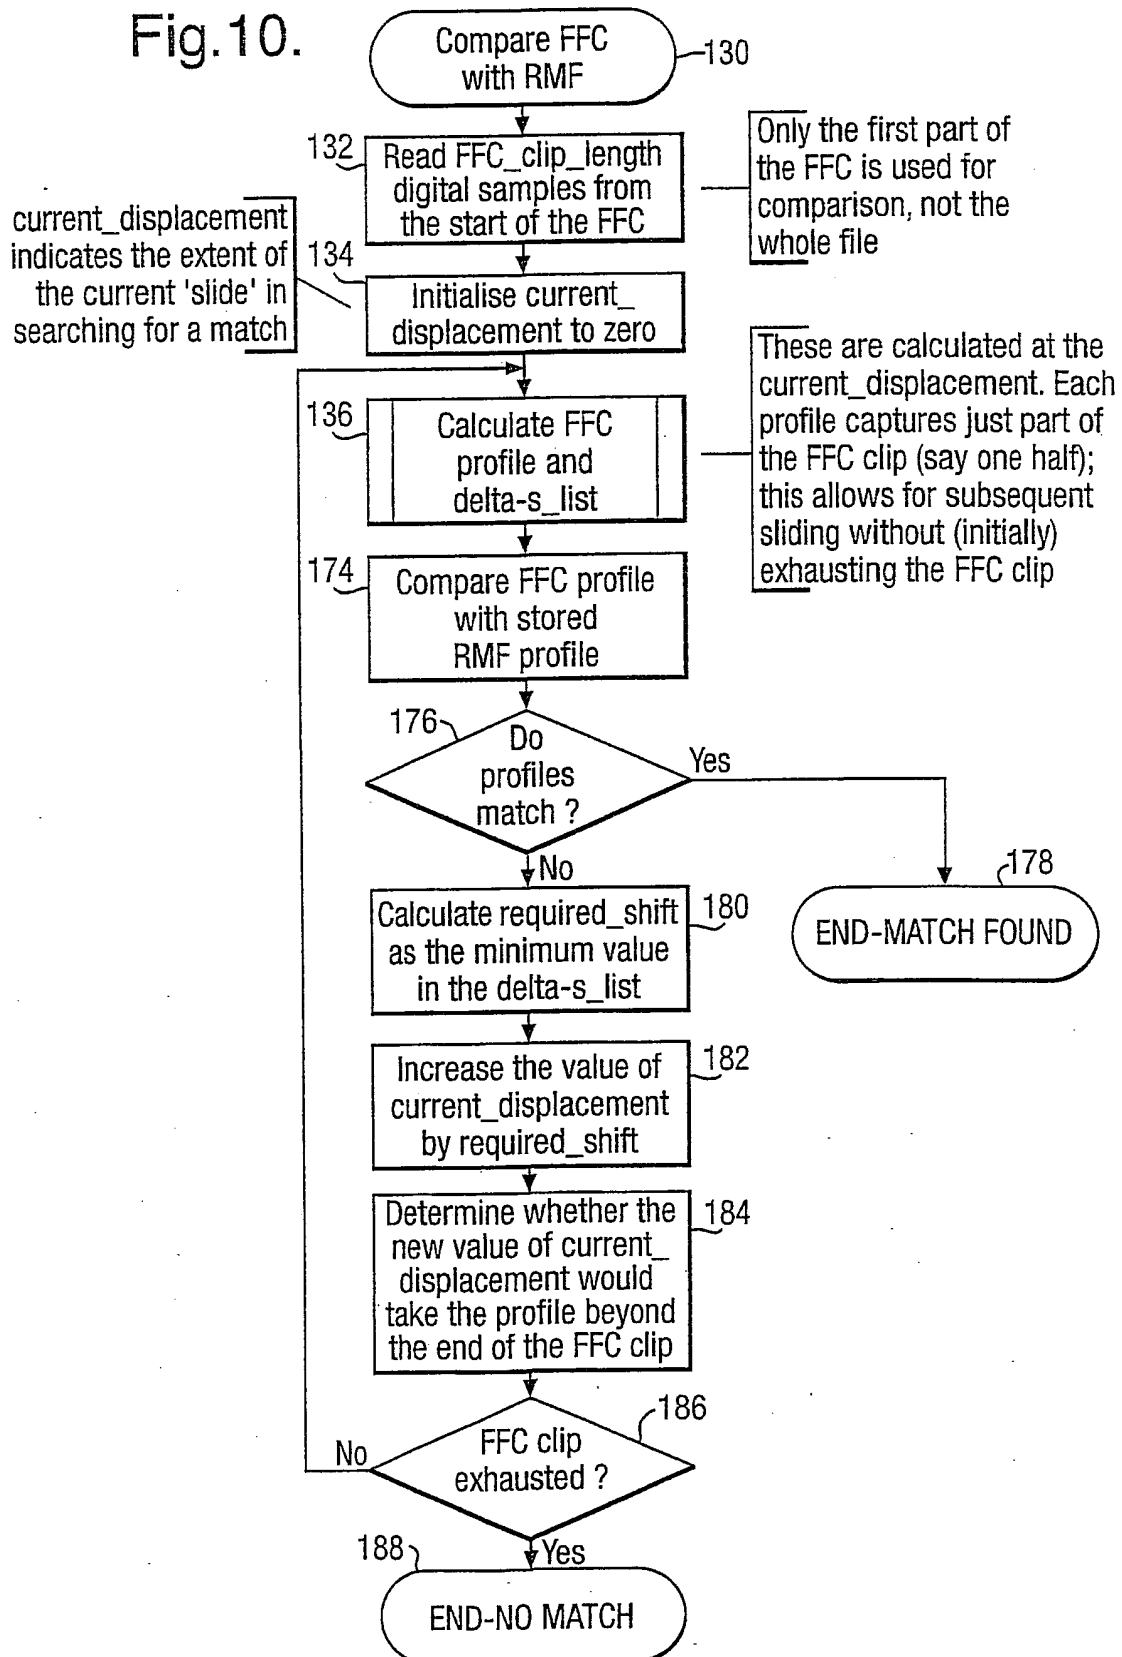 Fig.10.
Compare FFC
with RMF
130
132
Read FFC_clip_length
digital samples from
the start of the FFC
Only the first part of
the FFC is used for
comparison, not the
whole file
current_displacement
indicates the extent of
the current 'slide' in
searching for a match
134
Initialise current_
displacement to zero
136
Calculate FFC
profile and
delta-s_list
These are calculated at the
current_displacement. Each
profile captures just part of
the FFC clip (say one half);
this allows for subsequent
sliding without (initially)
exhausting the FFC clip
174
Compare FFC profile
with stored
RMF profile
176
Do
profiles
match ?
Yes
No
178
END-MATCH FOUND
Calculate required_shift
as the minimum value
in the delta-s_list
180
Increase the value of
current_displacement
by required_shift
182
Determine whether the
new value of current_
displacement would
take the profile beyond
the end of the FFC clip
184
186
FFC clip
exhausted ?
No
Yes
188
END-NO MATCH